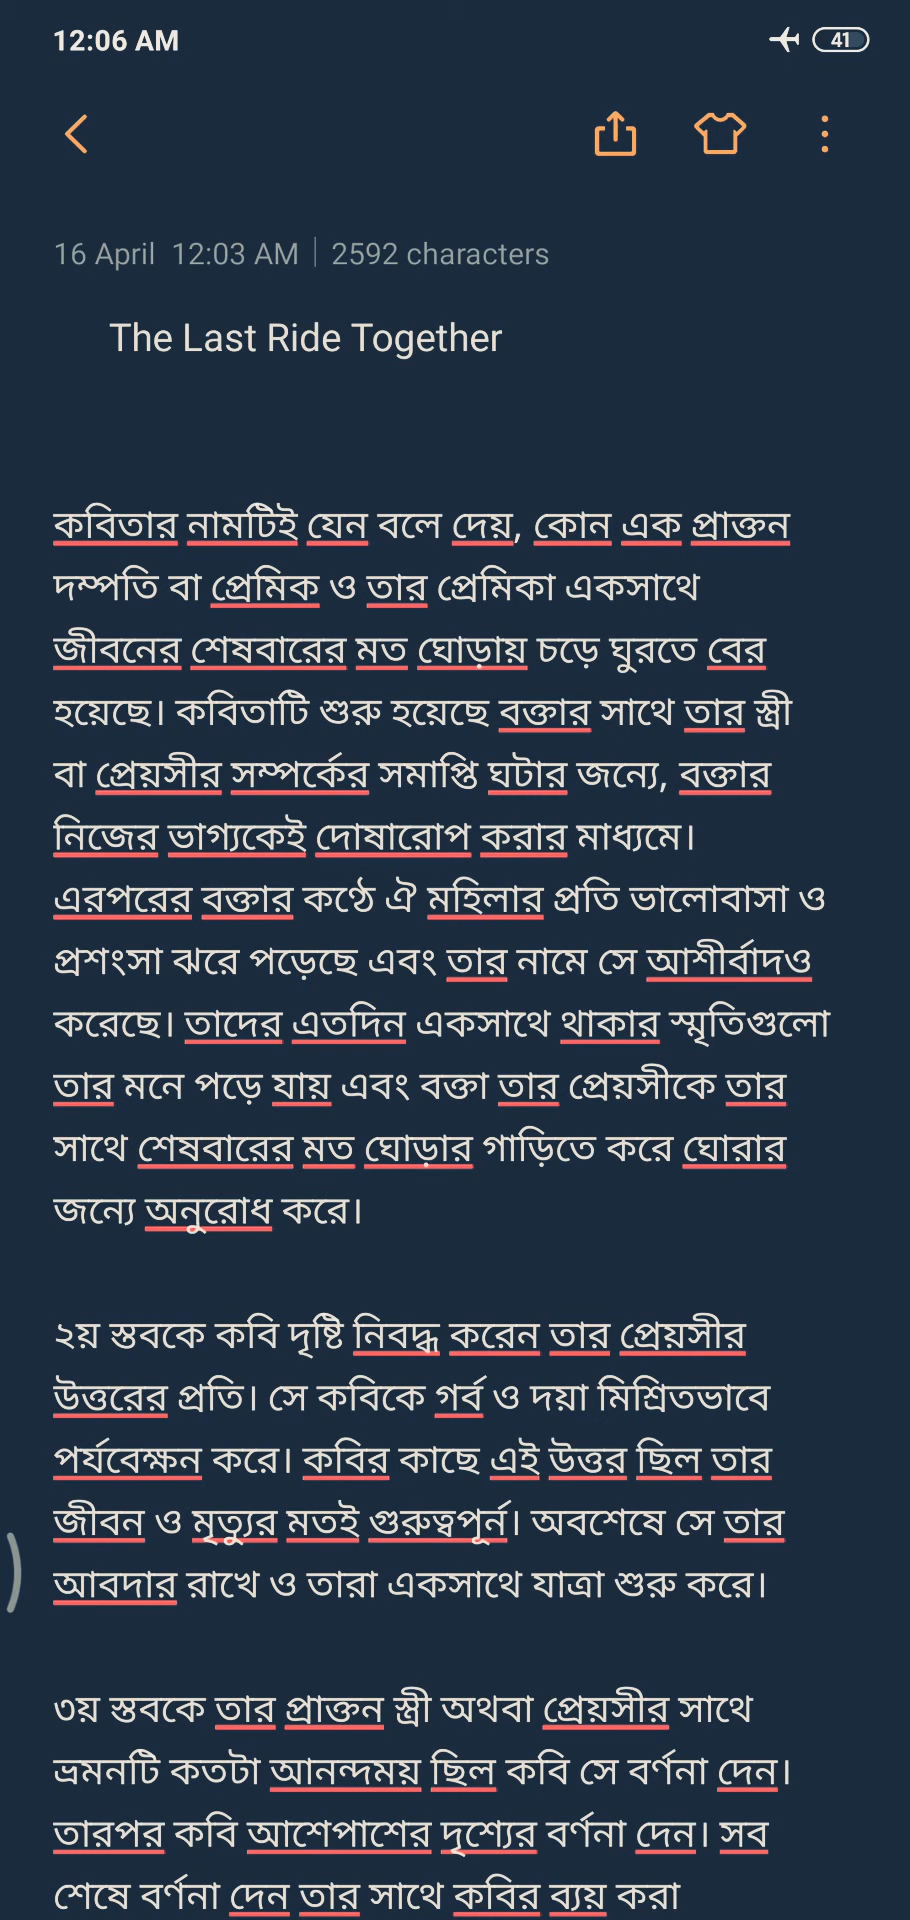 12:06 AM
41
16 April 12:03 AM | 2592 characters
The Last Ride Together
কবিতার নামটিই যেন বলে দেয়, কোন এক প্রাক্তন
দম্পতি বা প্রেমিক ও তার প্রেমিকা একসাথে
জীবনের শেষবারের মত ঘোড়ায় চড়ে ঘুরতে বের
হয়েছে। কবিতাটি শুরু হয়েছে বক্তার সাথে তার স্ত্রী
বা প্রেয়সীর সম্পর্কের সমাপ্তি ঘটার জন্যে, বক্তার
নিজের ভাগ্যকেই দোষারোপ করার মাধ্যমে।
এরপরের বক্তার কণ্ঠে ঐ মহিলার প্রতি ভালোবাসা ও
প্রশংসা ঝরে পড়েছে এবং তার নামে সে আশীর্বাদও
করেছে। তাদের এতদিন একসাথে থাকার স্মৃতিগুলো
তার মনে পড়ে যায় এবং বক্তা তার প্রেয়সীকে তার
সাথে শেষবারের মত ঘোড়ার গাড়িতে করে ঘোরার
জন্যে অনুরোধ করে।
২য় স্তবকে কবি দৃষ্টি নিবদ্ধ করেন তার প্রেয়সীর
উত্তরের প্রতি। সে কবিকে গর্ব ও দয়া মিশ্রিতভাবে
পর্যবেক্ষন করে। কবির কাছে এই উত্তর ছিল তার
জীবন ও মৃত্যুর মতই গুরুত্বপূর্ন। অবশেষে সে তার
আবদার রাখে ও তারা একসাথে যাত্রা শুরু করে।
৩য় স্তবকে তার প্রাক্তন স্ত্রী অথবা প্রেয়সীর সাথে
ভ্রমনটি কতটা আনন্দময় ছিল কবি সে বর্ণনা দেন।
তারপর কবি আশেপাশের দৃশ্যের বর্ণনা দেন। সব
শেষে বর্ণনা দেন তার সাথে কবির ব্যয় করা